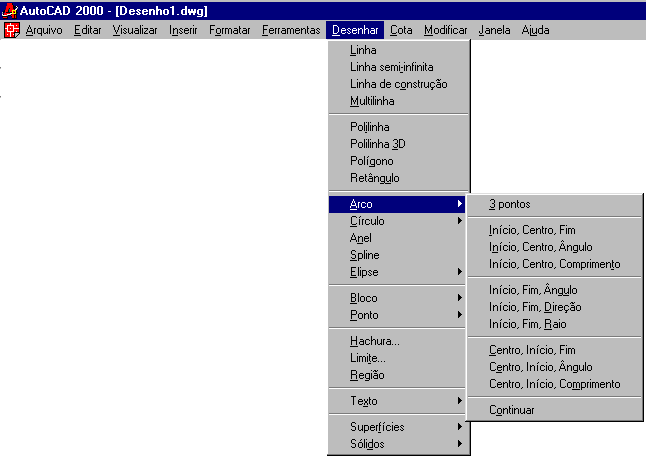 AutoCAD 2000 - [Desenho1.dwg]
Arquivo Editar Visualizar Inserir Formatar Ferramentas Desenhar Cota Modificar Janela Ajuda
Linha
Linha semi-infinita
Linha de construção
Multilinha
Polilinha
Polilinha 3D
Polígono
Retângulo
Arco
Círculo
Anel
Spline
Elipse
Bloco
Ponto
Hachura...
Limite...
Região
Texto
Superfícies
Sólidos
3 pontos
Início, Centro, Fim
Início, Centro, Ângulo
Início, Centro, Comprimento
Início, Fim, Ângulo
Início, Fim, Direção
Início, Fim, Raio
Centro, Início, Fim
Centro, Início, Ângulo
Centro, Início, Comprimento
Continuar